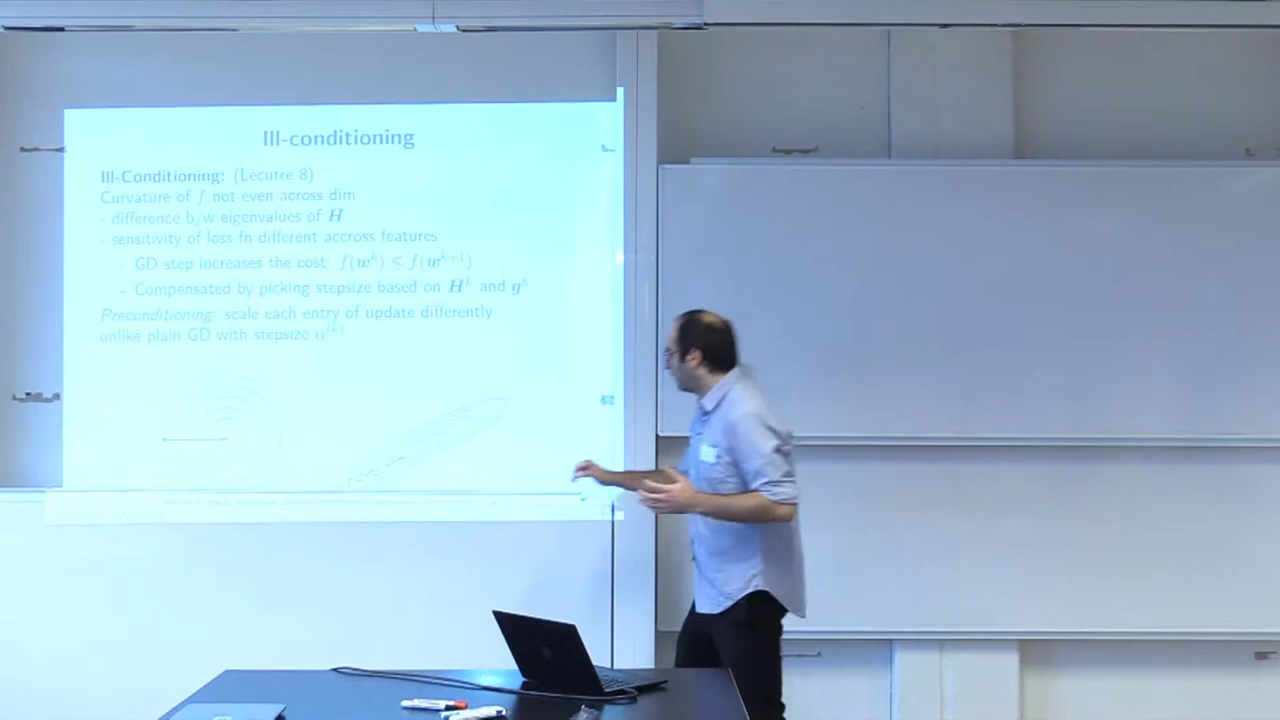 Ill-conditioning
Ill-Conditioning: (Lecutre 8)
Curvature of f not even across dim
- difference b/w eigenvalues of H
- sensitivity of loss fn different accross features
- GD step increases the cost: f(w^k) ≤ f(w^{k+1})
- Compensated by picking stepsize based on H^k and g^k
Preconditioning: scale each entry of update differently
unlike plain GD with stepsize α^{(k)}